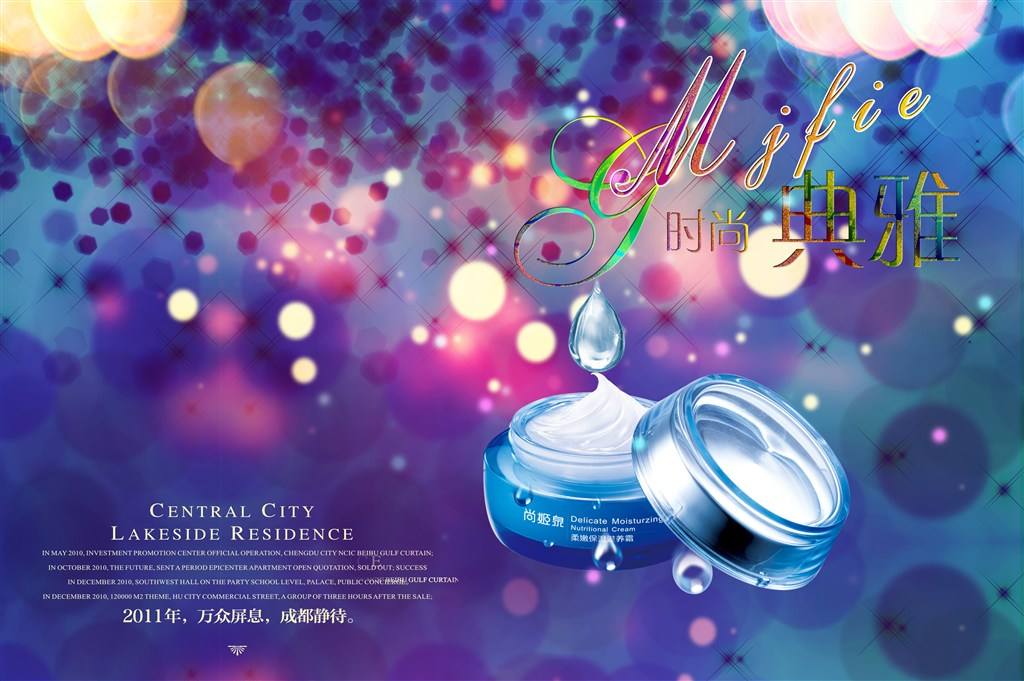 Mjfie
G
时尚 典雅
尚姬泉 Delicate Moisturizing
Nutritional Cream
柔嫩保湿滋养霜
CENTRAL CITY
LAKESIDE RESIDENCE
IN MAY 2010, INVESTMENT PROMOTION CENTER OFFICIAL OPERATION, CHENGDU CITY NCIC BEIHU GULF CURTAIN;
IN OCTOBER 2010, THE FUTURE, SENT A PERIOD EPICENTER APARTMENT OPEN QUOTATION, SOLD OUT; SUCCESS
IN DECEMBER 2010, SOUTHWEST HALL ON THE PARTY SCHOOL LEVEL, PALACE, PUBLIC
BEIHU GULF CURTAIN
IN DECEMBER 2010, 120000 M2 THEME, HU CITY COMMERCIAL STREET, A GROUP OF THREE HOURS AFTER THE SALE;
2011年，万众屏息，成都静待。